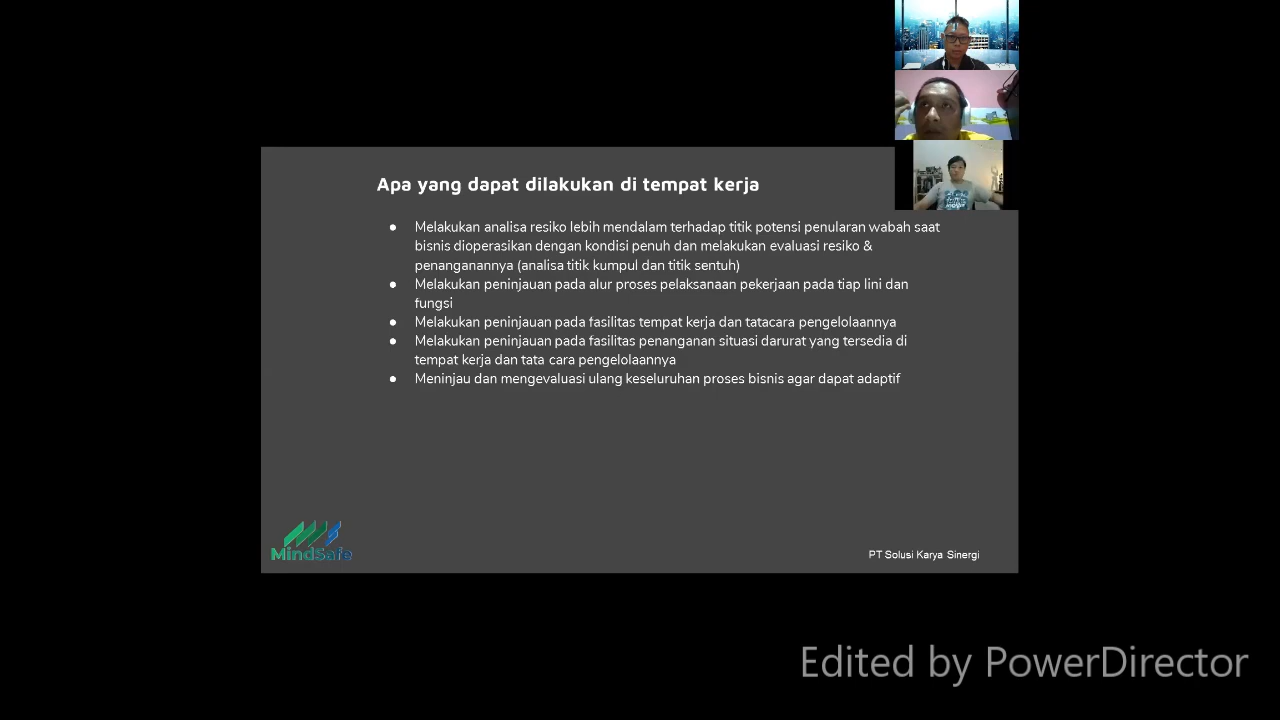 Apa yang dapat dilakukan di tempat kerja
● Melakukan analisa resiko lebih mendalam terhadap titik potensi penularan wabah saat
bisnis dioperasikan dengan kondisi penuh dan melakukan evaluasi resiko &
penanganannya (analisa titik kumpul dan titik sentuh)
● Melakukan peninjauan pada alur proses pelaksanaan pekerjaan pada tiap lini dan
fungsi
● Melakukan peninjauan pada fasilitas tempat kerja dan tatacara pengelolaannya
● Melakukan peninjauan pada fasilitas penanganan situasi darurat yang tersedia di
tempat kerja dan tata cara pengelolaannya
● Meninjau dan mengevaluasi ulang keseluruhan proses bisnis agar dapat adaptif
MindSafe
PT Solusi Karya Sinergi
Edited by PowerDirector